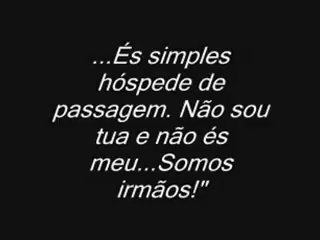 ...És simples
hóspede de
passagem. Não sou
tua e não és
meu...Somos
irmãos!"